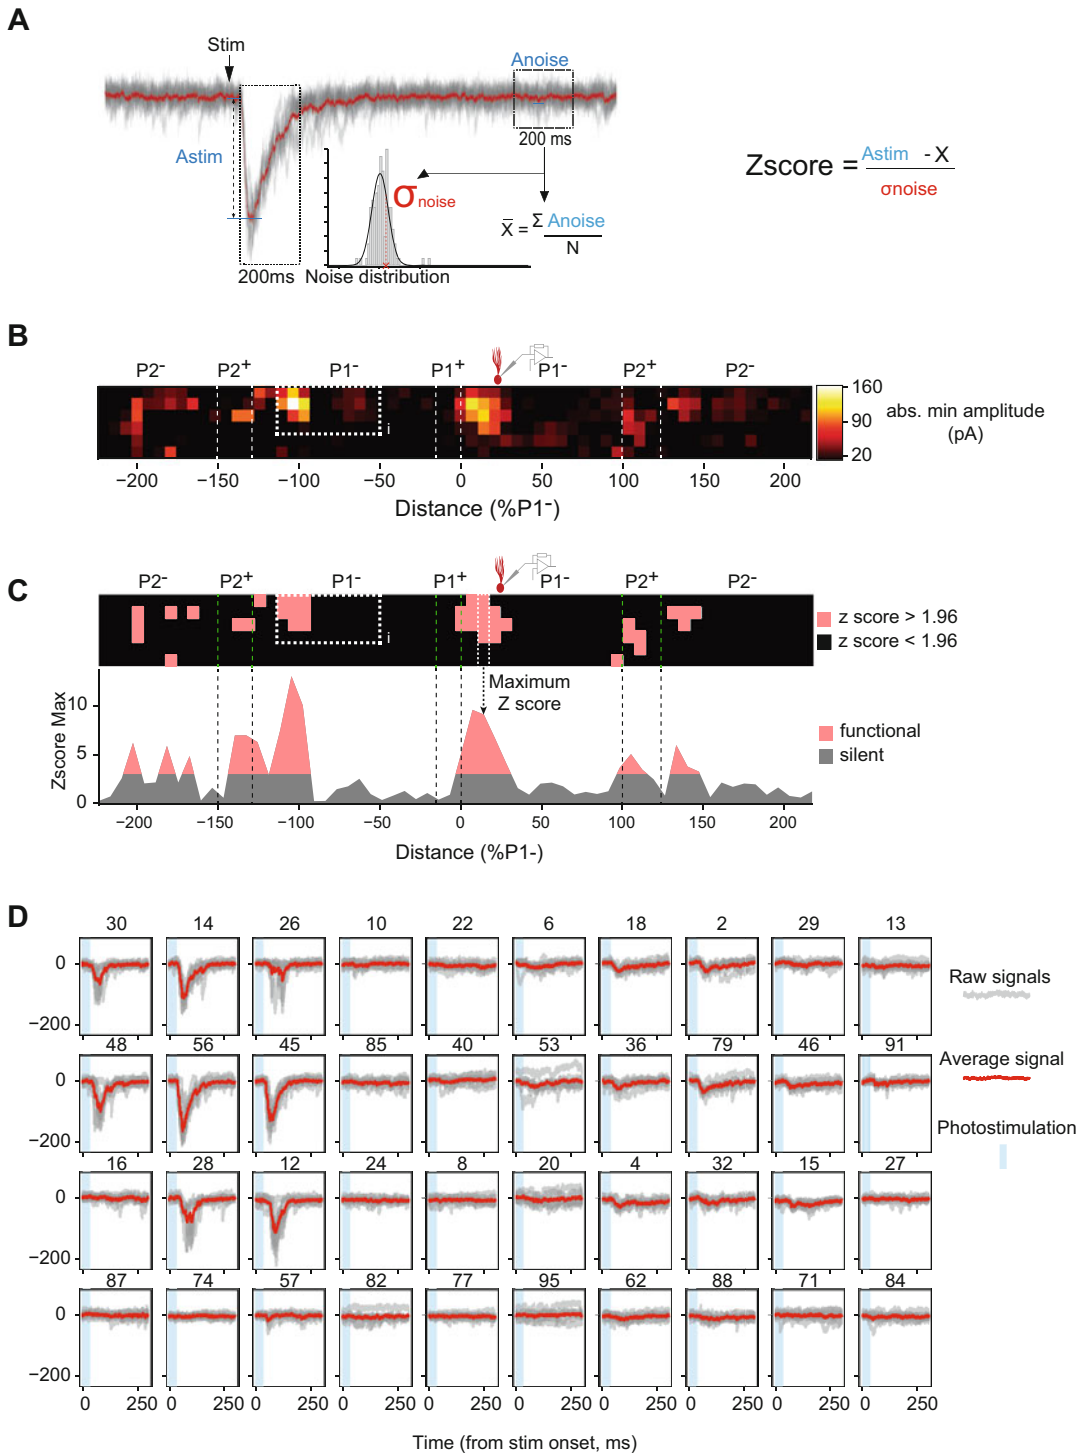 A
Stim
Anoise
Astim
200 ms
σnoise
X̄ = Σ Anoise
N
200ms Noise distribution
Zscore = Astim - X
σnoise
B
P2- P2+ P1- P1+ P1- P2+ P2-
i
160
90
20
abs. min amplitude
(pA)
−200 −150 −100 −50 0 50 100 150 200
Distance (%P1-)
C
P2- P2+ P1- P1+ P1- P2+ P2-
i
z score > 1.96
z score < 1.96
Maximum
Z score
Zscore Max
10
5
0
functional
silent
−200 −150 −100 −50 0 50 100 150 200
Distance (%P1-)
D
30 14 26 10 22 6 18 2 29 13
0
−200
Raw signals
48 56 45 85 40 53 36 79 46 91
0
−200
Average signal
Photostimulation
16 28 12 24 8 20 4 32 15 27
0
−200
87 74 57 82 77 95 62 88 71 84
0
−200
0 250 0 250 0 250 0 250 0 250 0 250 0 250 0 250 0 250 0 250
Time (from stim onset, ms)